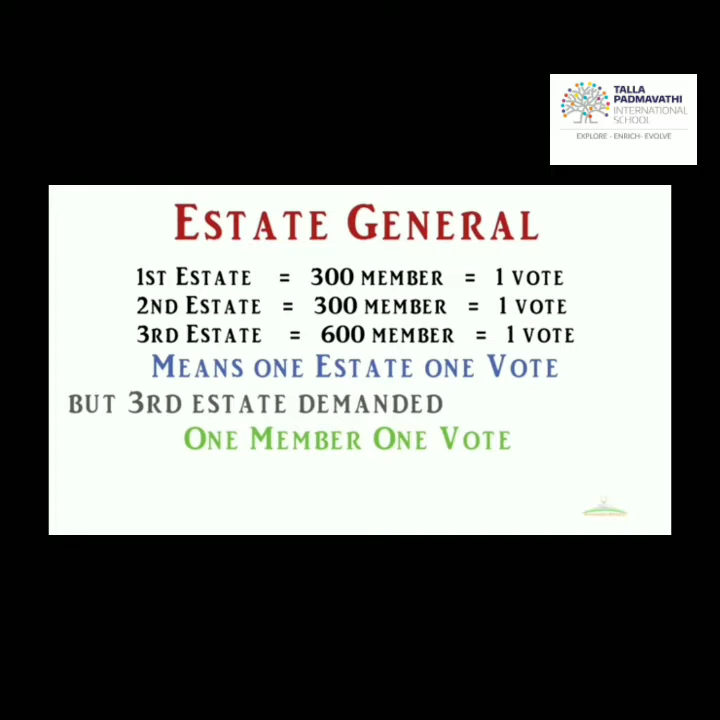 TALLA
PADMAVATHI
INTERNATIONAL
SCHOOL
EXPLORE - ENRICH- EVOLVE
ESTATE GENERAL
1ST ESTATE = 300 MEMBER = 1 VOTE
2ND ESTATE = 300 MEMBER = 1 VOTE
3RD ESTATE = 600 MEMBER = 1 VOTE
MEANS ONE ESTATE ONE VOTE
BUT 3RD ESTATE DEMANDED
ONE MEMBER ONE VOTE